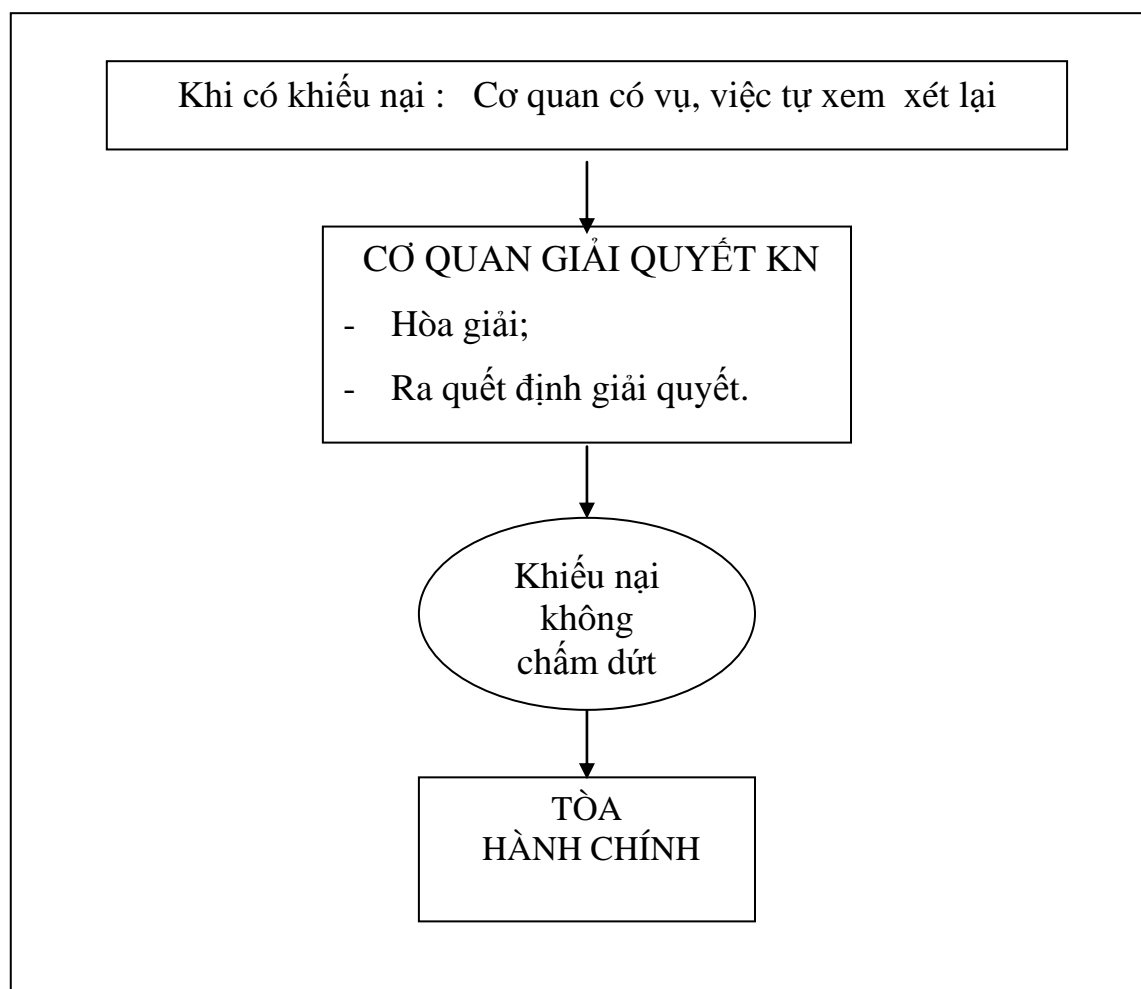 Khi có khiếu nại : Cơ quan có vụ, việc tự xem xét lại
CƠ QUAN GIẢI QUYẾT KN
- Hòa giải;
- Ra quết định giải quyết.
Khiếu nại
không
chấm dứt
TÒA
HÀNH CHÍNH